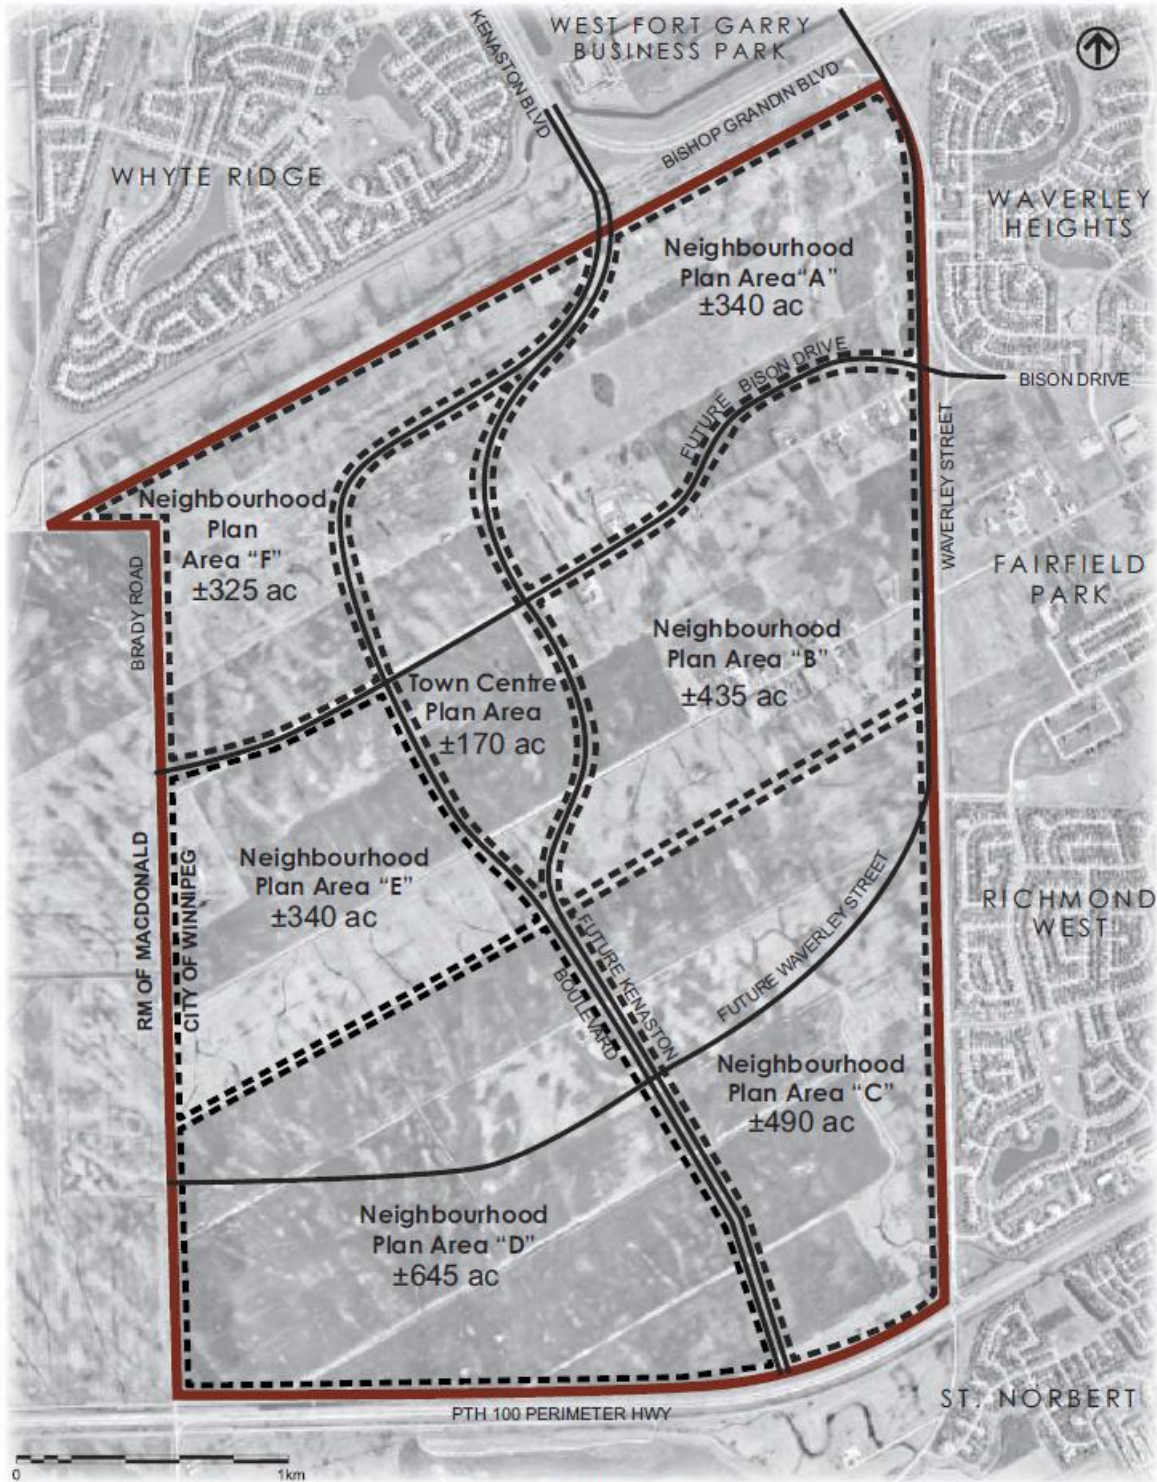 WEST FORT GARRY
BUSINESS PARK
KENASTON BLVD
BISHOP GRANDIN BLVD
WHYTE RIDGE
WAVERLEY
HEIGHTS
Neighbourhood
Plan Area“A”
±340 ac
FUTURE BISON DRIVE
BISON DRIVE
WAVERLEY STREET
Neighbourhood
Plan
Area “F”
±325 ac
BRADY ROAD
FAIRFIELD
PARK
Neighbourhood
Plan Area “B”
±435 ac
Town Centre
Plan Area
±170 ac
RM OF MACDONALD
CITY OF WINNIPEG
Neighbourhood
Plan Area “E”
±340 ac
RICHMOND
WEST
FUTURE WAVERLEY STREET
FUTURE KENASTON
BOULEVARD
Neighbourhood
Plan Area “C”
±490 ac
Neighbourhood
Plan Area “D”
±645 ac
ST. NORBERT
PTH 100 PERIMETER HWY
0 1km